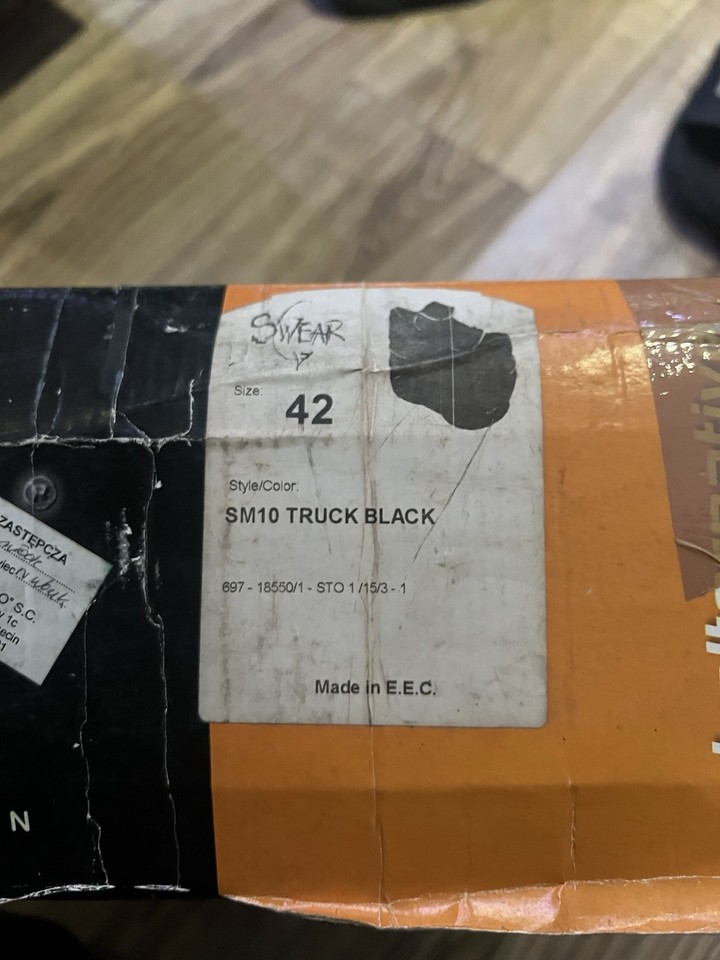 SWEAR
Size:
42
Style/Color:
SM10 TRUCK BLACK
697 - 18550/1 - STO 1 /15/3 - 1
Made in E.E.C.
R
ZASTĘPCZA
O" S.C.
1c
N